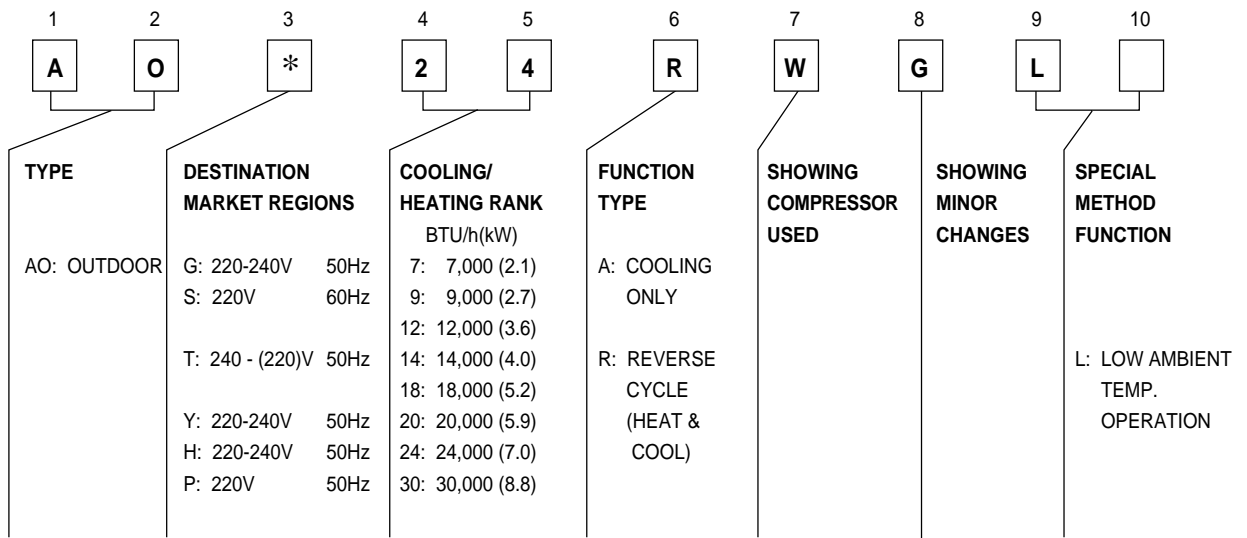 1 2 3 4 5 6 7 8 9 10
A O * 2 4 R W G L
TYPE DESTINATION COOLING/ FUNCTION SHOWING SHOWING SPECIAL
MARKET REGIONS HEATING RANK TYPE COMPRESSOR MINOR METHOD
BTU/h(kW) USED CHANGES FUNCTION
AO: OUTDOOR G: 220-240V 50Hz 7: 7,000 (2.1) A: COOLING
S: 220V 60Hz 9: 9,000 (2.7) ONLY
12: 12,000 (3.6)
T: 240 - (220)V 50Hz 14: 14,000 (4.0) R: REVERSE L: LOW AMBIENT
18: 18,000 (5.2) CYCLE TEMP.
Y: 220-240V 50Hz 20: 20,000 (5.9) (HEAT & OPERATION
H: 220-240V 50Hz 24: 24,000 (7.0) COOL)
P: 220V 50Hz 30: 30,000 (8.8)